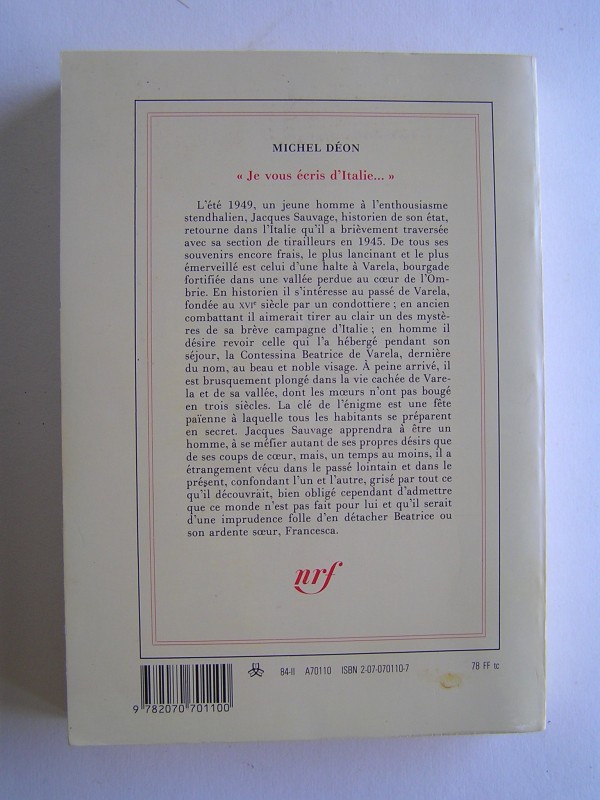 MICHEL DÉON
« Je vous écris d'Italie... »
L'été 1949, un jeune homme à l'enthousiasme
stendhalien, Jacques Sauvage, historien de son état,
retourne dans l'Italie qu'il a brièvement traversée
avec sa section de tirailleurs en 1945. De tous ses
souvenirs encore frais, le plus lancinant et le plus
émerveillé est celui d'une halte à Varela, bourgade
fortifiée dans une vallée perdue au cœur de l'Om-
brie. En historien il s'intéresse au passé de Varela,
fondée au XVIe siècle par un condottiere ; en ancien
combattant il aimerait tirer au clair un des mystè-
res de sa brève campagne d'Italie ; en homme il
désire revoir celle qui l'a hébergé pendant son
séjour, la Contessina Beatrice de Varela, dernière
du nom, au beau et noble visage. À peine arrivé, il
est brusquement plongé dans la vie cachée de Vare-
la et de sa vallée, dont les mœurs n'ont pas bougé
en trois siècles. La clé de l'énigme est une fête
païenne à laquelle tous les habitants se préparent
en secret. Jacques Sauvage apprendra à être un
homme, à se méfier autant de ses propres désirs que
de ses coups de cœur, mais, un temps au moins, il a
étrangement vécu dans le passé lointain et dans le
présent, confondant l'un et l'autre, grisé par tout ce
qu'il découvrait, bien obligé cependant d'admettre
que ce monde n'est pas fait pour lui et qu'il serait
d'une imprudence folle d'en détacher Beatrice ou
son ardente sœur, Francesca.
nrf
84-II A70110 ISBN 2-07-070110-7 78 FF tc
9 782070 701100